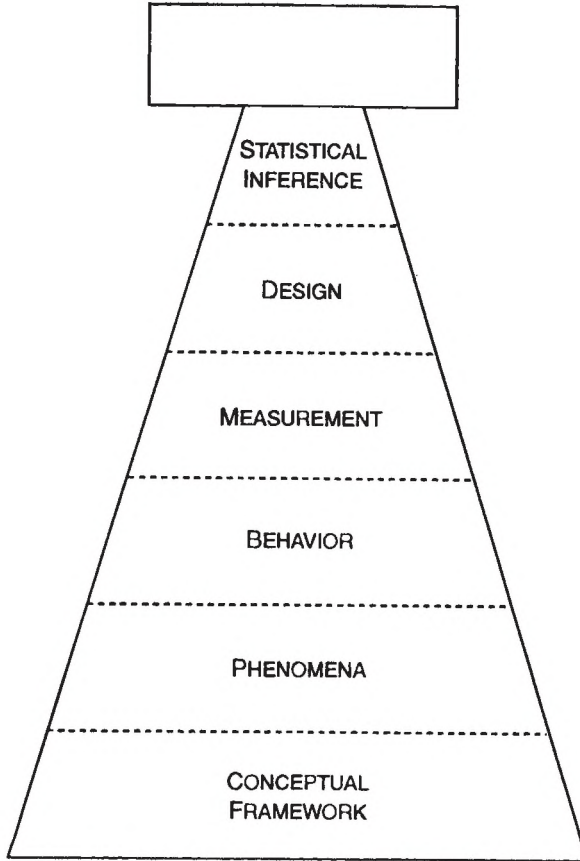 STATISTICAL
INFERENCE
DESIGN
MEASUREMENT
BEHAVIOR
PHENOMENA
CONCEPTUAL
FRAMEWORK